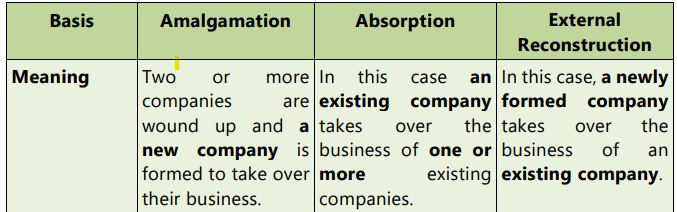 Basis
Amalgamation
Absorption
External
Reconstruction
Meaning
Two or more
companies are
wound up and a
new company is
formed to take over
their business.
In this case an
existing company
takes over the
business of one or
more existing
companies.
In this case, a newly
formed company
takes over the
business of an
existing company.